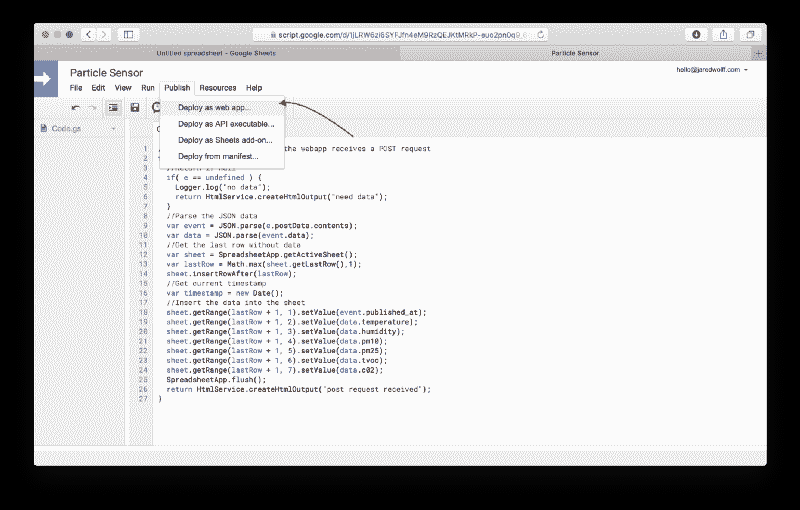 script.google.com/d/1jLRW6zI6SYFJfn4eM9RzQEJKtMRkP-euo2pn0q9_
Untitled spreadsheet - Google Sheets
Particle Sensor
Particle Sensor
hello@jaredwolff.com
File Edit View Run Publish Resources Help
Deploy as web app...
Code.gs
Deploy as API executable...
Deploy as Sheets add-on...
Deploy from manifest...
1 the webapp receives a POST request
2
3
4 if( e == undefined ) {
5 Logger.log("no data");
6 return HtmlService.createHtmlOutput("need data");
7 }
8 //Parse the JSON data
9 var event = JSON.parse(e.postData.contents);
10 var data = JSON.parse(event.data);
11 //Get the last row without data
12 var sheet = SpreadsheetApp.getActiveSheet();
13 var lastRow = Math.max(sheet.getLastRow(),1);
14 sheet.insertRowAfter(lastRow);
15 //Get current timestamp
16 var timestamp = new Date();
17 //Insert the data into the sheet
18 sheet.getRange(lastRow + 1, 1).setValue(event.published_at);
19 sheet.getRange(lastRow + 1, 2).setValue(data.temperature);
20 sheet.getRange(lastRow + 1, 3).setValue(data.humidity);
21 sheet.getRange(lastRow + 1, 4).setValue(data.pm10);
22 sheet.getRange(lastRow + 1, 5).setValue(data.pm25);
23 sheet.getRange(lastRow + 1, 6).setValue(data.tvoc);
24 sheet.getRange(lastRow + 1, 7).setValue(data.c02);
25 SpreadsheetApp.flush();
26 return HtmlService.createHtmlOutput("post request received");
27 }